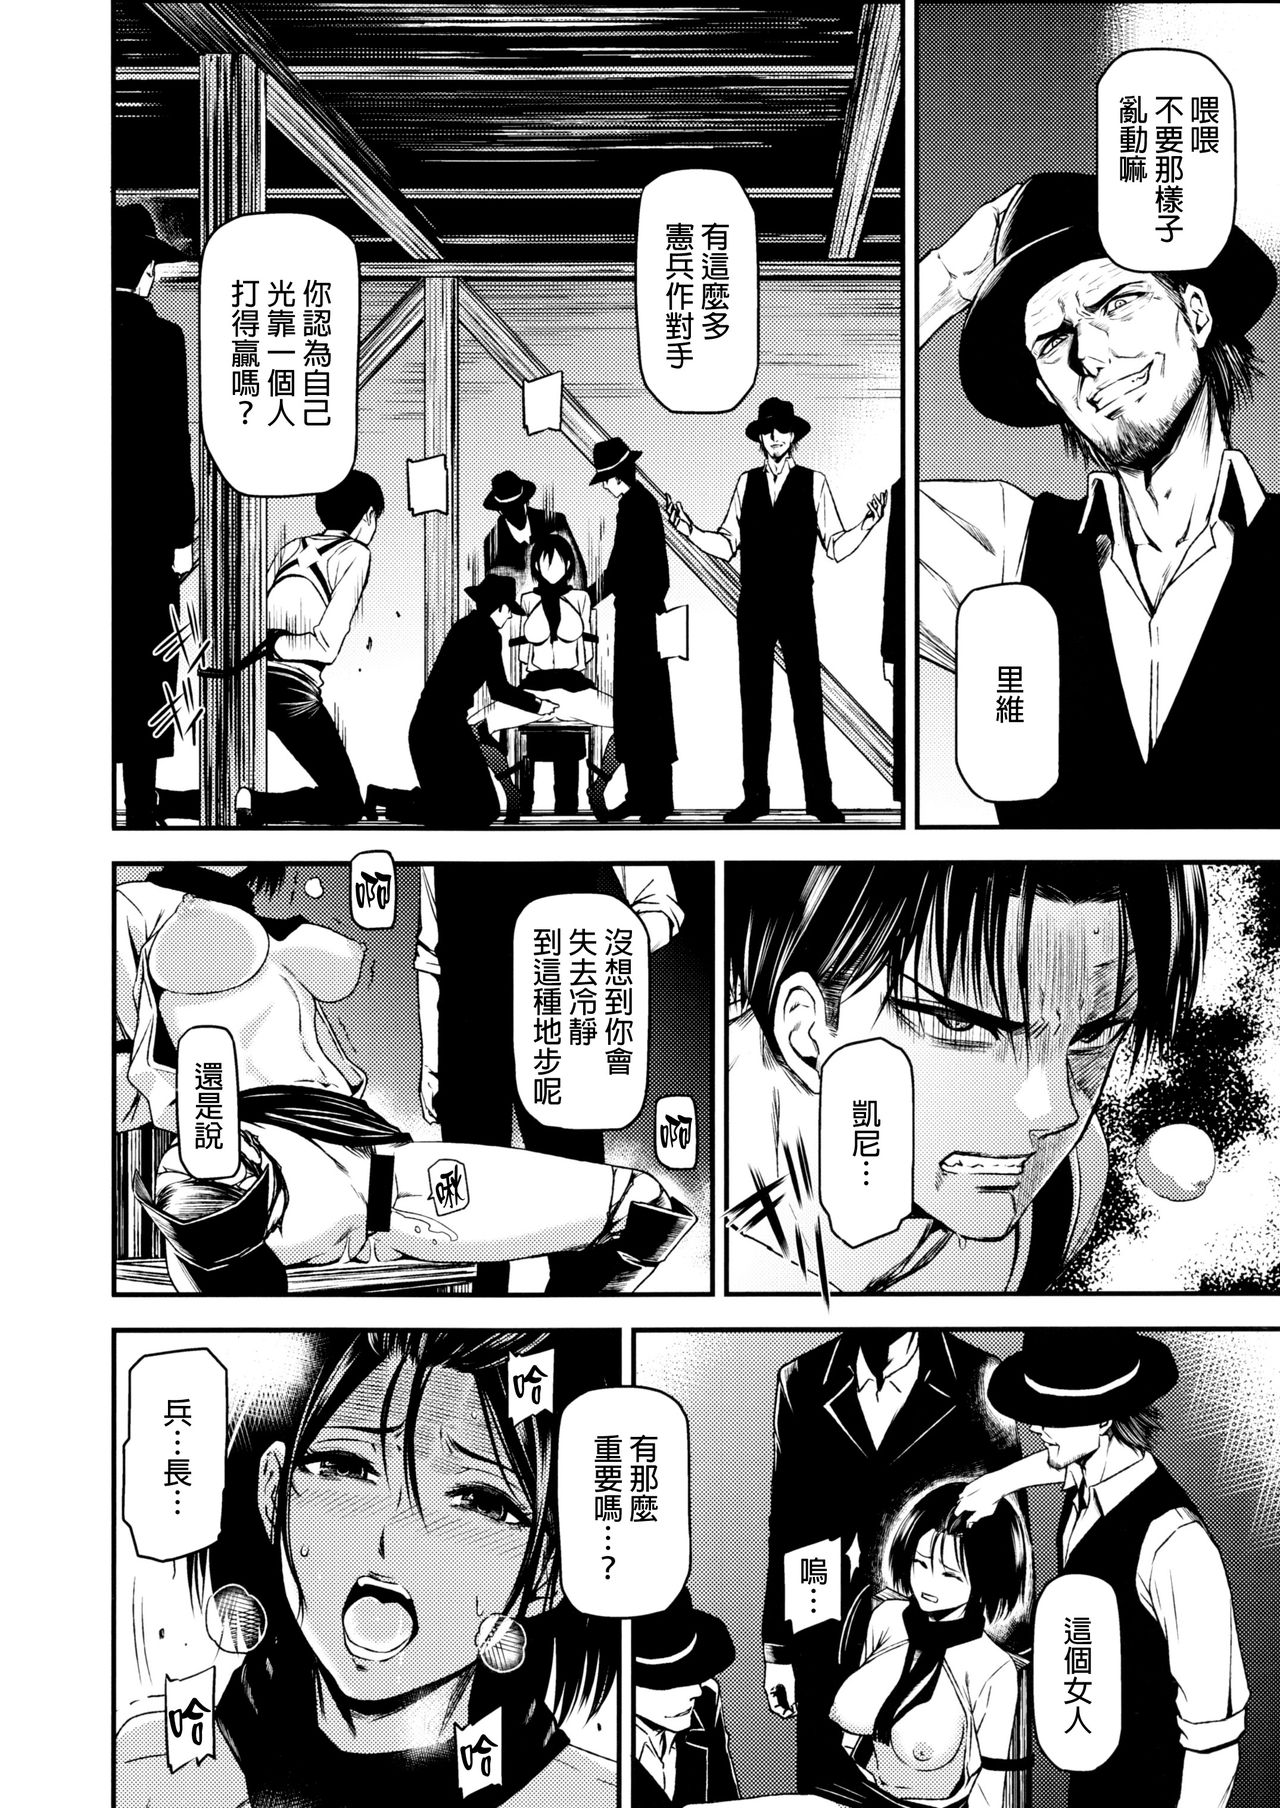 喂喂
不要那樣子
亂動嘛
里維
有這麼多
憲兵作對手
你認為自己
光靠一個人
打得贏嗎?
凱尼…
沒想到你會
失去冷靜
到這種地步呢
啊
啊
啾
還是說
這個女人
嗚…
有那麼
重要嗎…?
哈
兵…長…
哈
哈